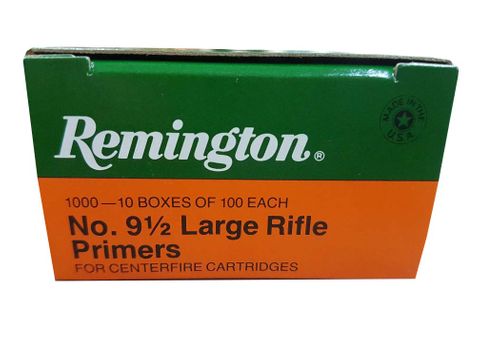 MADE IN THE
U.S.A.
Remington®
1000—10 BOXES OF 100 EACH
No. 9½ Large Rifle
Primers
FOR CENTERFIRE CARTRIDGES